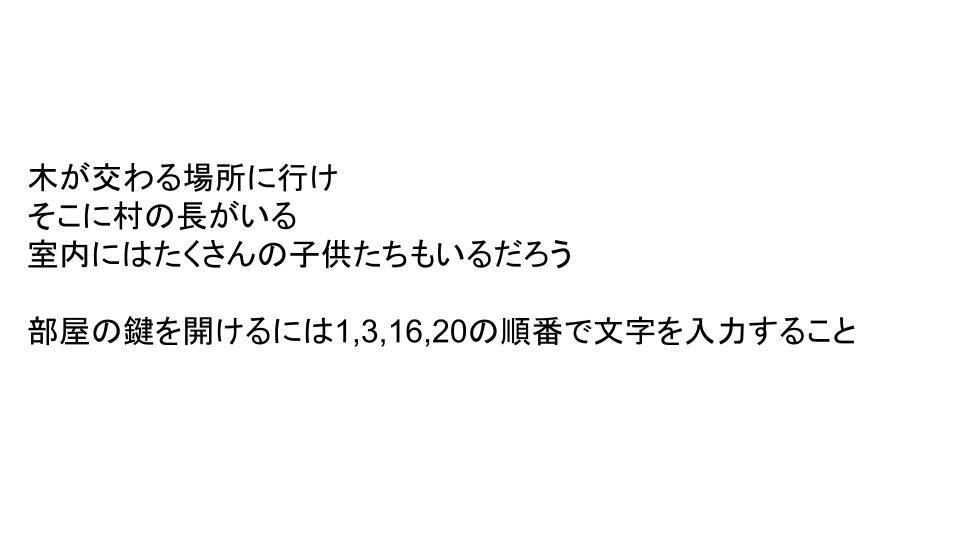 木が交わる場所に行け
そこに村の長がいる
室内にはたくさんの子供たちもいるだろう
部屋の鍵を開けるには1,3,16,20の順番で文字を入力すること